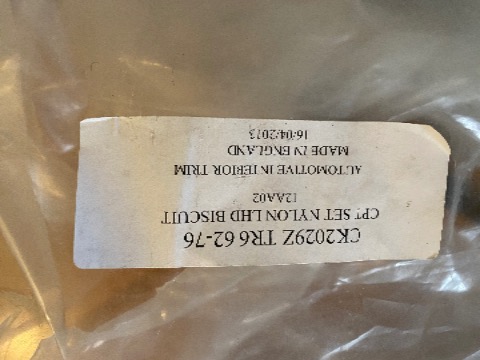 CK2029Z TR6 62-76
CPT SET NYLON LHD BISCUIT
12AA02
AUTOMOTIVE INTERIOR TRIM
MADE IN ENGLAND
16/04/2013